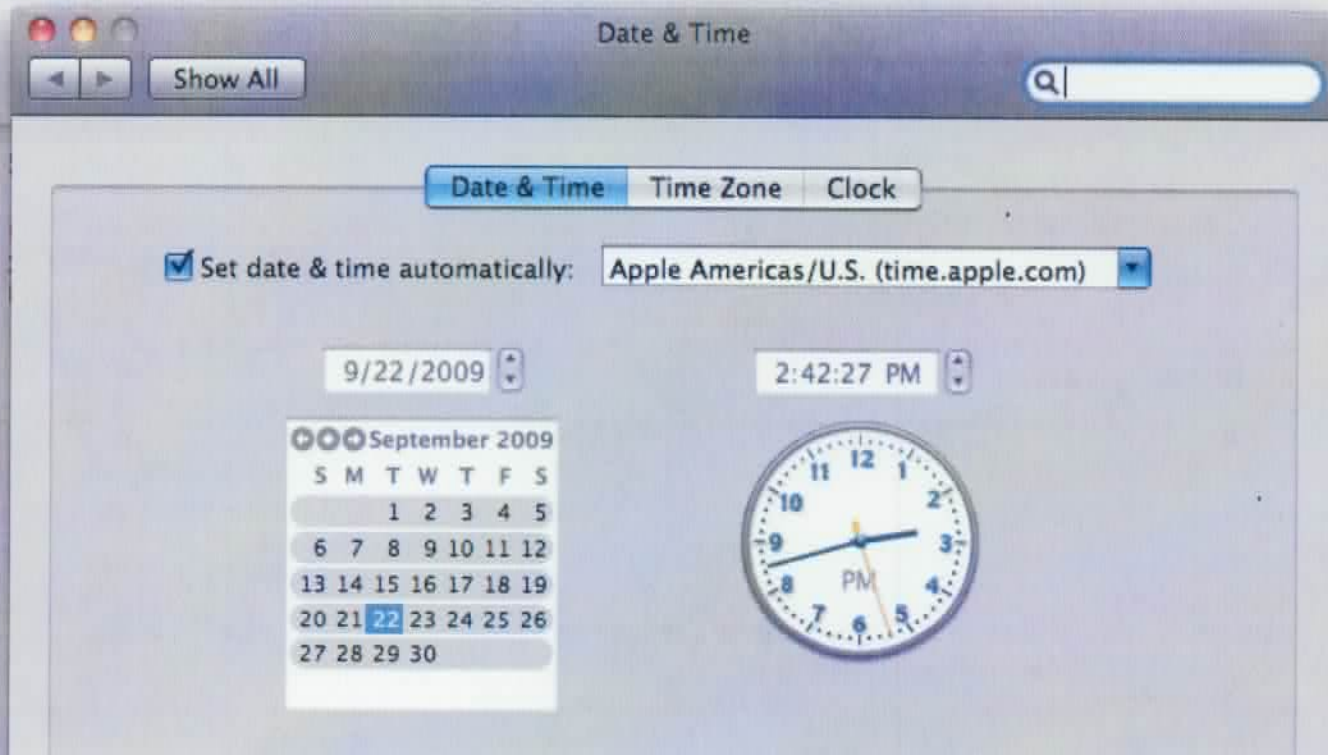 Date & Time
Show All
Date & Time Time Zone Clock
Set date & time automatically: Apple Americas/U.S. (time.apple.com)
9/22/2009
2:42:27 PM
September 2009
S M T W T F S
1 2 3 4 5
6 7 8 9 10 11 12
13 14 15 16 17 18 19
20 21 22 23 24 25 26
27 28 29 30
12
11 1
10 2
9 3
8 PM 4
7 5
6